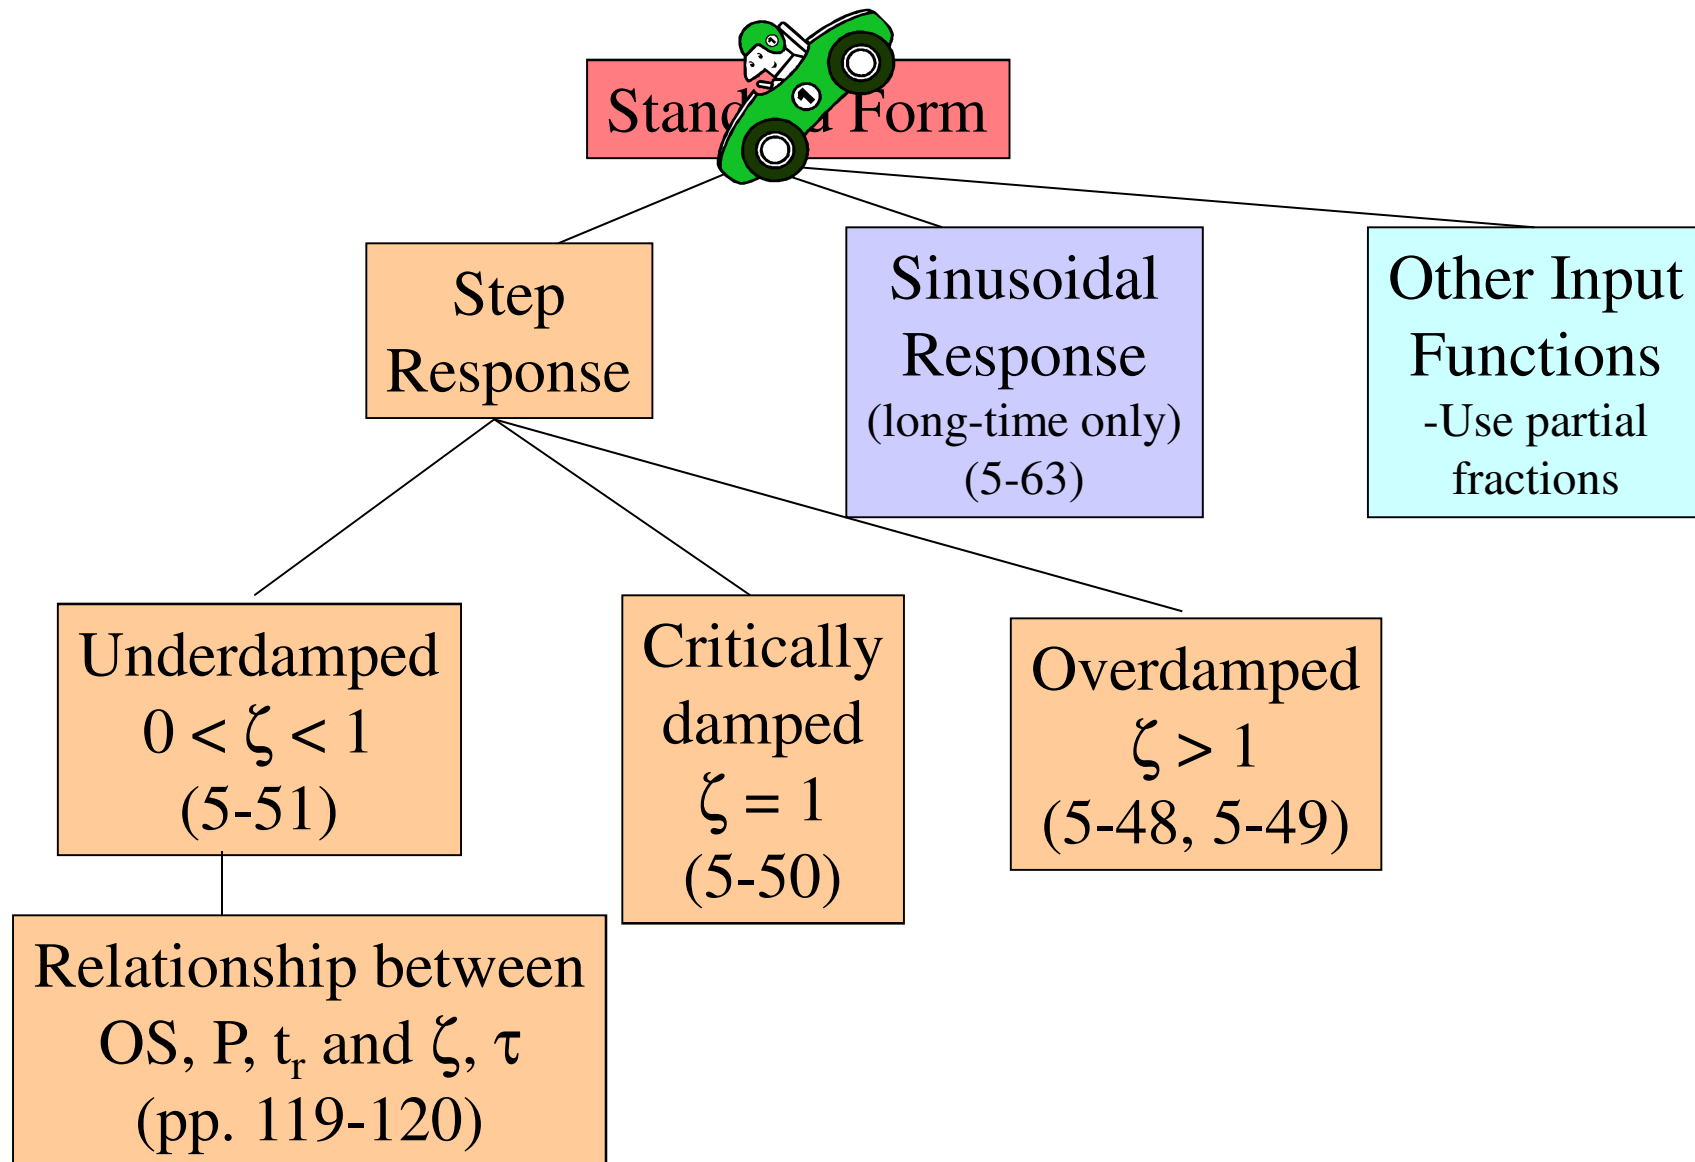 Form
Step
Response
Sinusoidal
Response
(long-time only)
(5-63)
Other Input
Functions
-Use partial
fractions
Underdamped
0 < ζ < 1
(5-51)
Critically
damped
ζ = 1
(5-50)
Overdamped
ζ > 1
(5-48, 5-49)
Relationship between
OS, P, tᵣ and ζ, τ
(pp. 119-120)